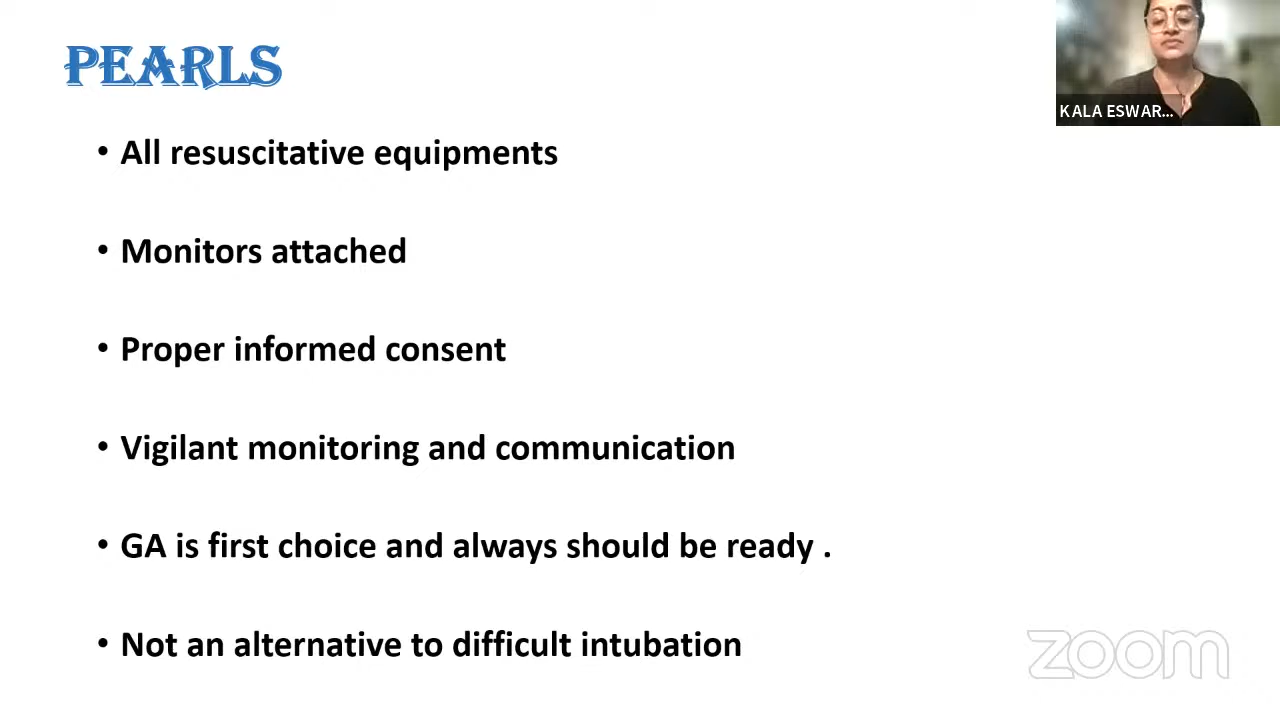 PEARLS
KALA ESWAR...
• All resuscitative equipments
• Monitors attached
• Proper informed consent
• Vigilant monitoring and communication
• GA is first choice and always should be ready .
• Not an alternative to difficult intubation
zoom